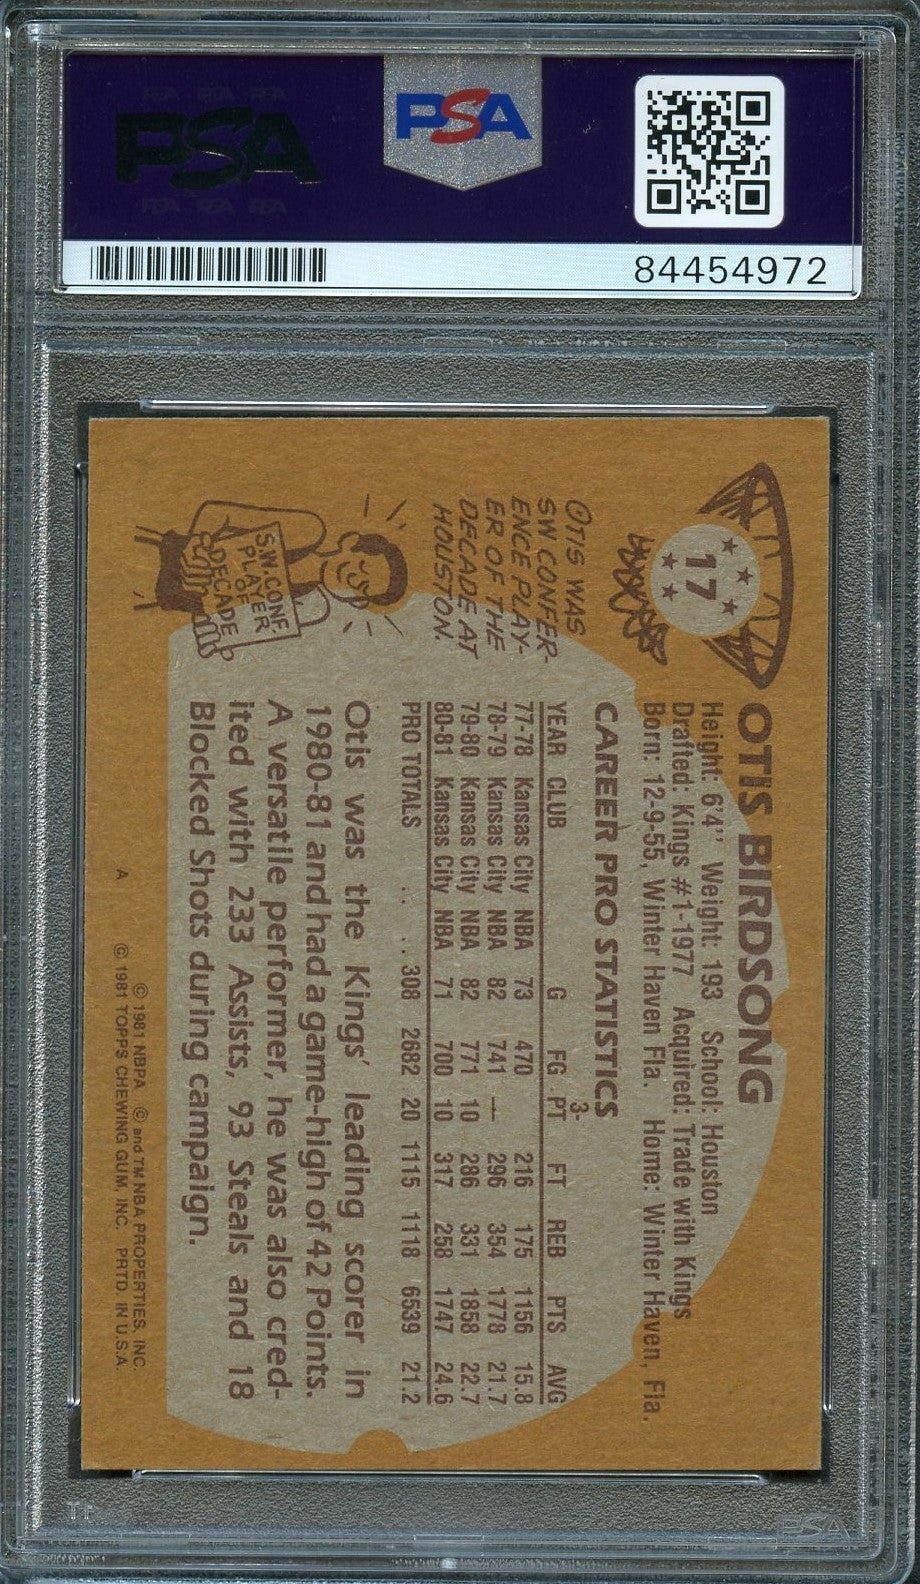 PSA
PSA
84454972
17
OTIS BIRDSONG
Height: 6'4" Weight: 193 School: Houston
Drafted: Kings #1-1977 Acquired: Trade with Kings
Born: 12-9-55, Winter Haven Fla. Home: Winter Haven, Fla.
CAREER PRO STATISTICS
YEAR CLUB G FG 3-PT FT REB PTS AVG
77-78 Kansas City NBA 73 470 216 175 1156 15.8
78-79 Kansas City NBA 82 741 — 296 354 1778 21.7
79-80 Kansas City NBA 82 771 10 286 331 1858 22.7
80-81 Kansas City NBA 71 700 10 317 258 1747 24.6
PRO TOTALS . . . . 308 2682 20 1115 1118 6539 21.2
OTIS WAS
SW CONFER-
ENCE PLAY-
ER OF THE
DECADE AT
HOUSTON.
S.W. CONF.
PLAYER
OF
DECADE
Otis was the Kings' leading scorer in
1980-81 and had a game-high of 42 Points.
A versatile performer, he was also cred-
ited with 233 Assists, 93 Steals and 18
Blocked Shots during campaign.
© 1981 NBPA © and TM NBA PROPERTIES, INC.
A © 1981 TOPPS CHEWING GUM, INC. PRTD. IN U.S.A.
PSA